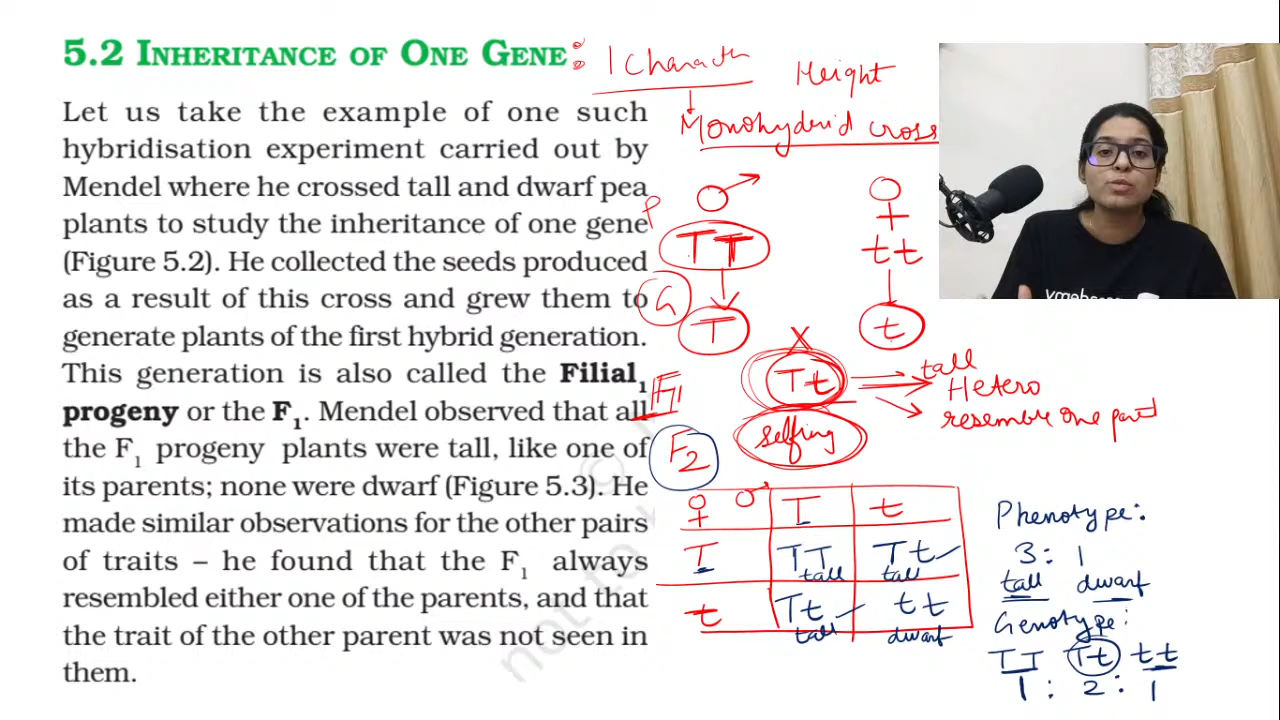 5.2 INHERITANCE OF ONE GENE :
Let us take the example of one such
hybridisation experiment carried out by
Mendel where he crossed tall and dwarf pea
plants to study the inheritance of one gene
(Figure 5.2). He collected the seeds produced
as a result of this cross and grew them to
generate plants of the first hybrid generation.
This generation is also called the Filial₁
progeny or the F₁. Mendel observed that all
the F₁ progeny plants were tall, like one of
its parents; none were dwarf (Figure 5.3). He
made similar observations for the other pairs
of traits – he found that the F₁ always
resembled either one of the parents, and that
the trait of the other parent was not seen in
them.
1 Charactn Height
Monohybrid cross
♂ ♀
P TT tt
G T t
X
F1 Tt tall
Hetero
resemble one parent
selfing
F2
♀ ♂ T t
T TT tall Tt tall
t Tt tall tt dwarf
Phenotype:
3 : 1
tall dwarf
Genotype:
TT Tt tt
1 : 2 : 1